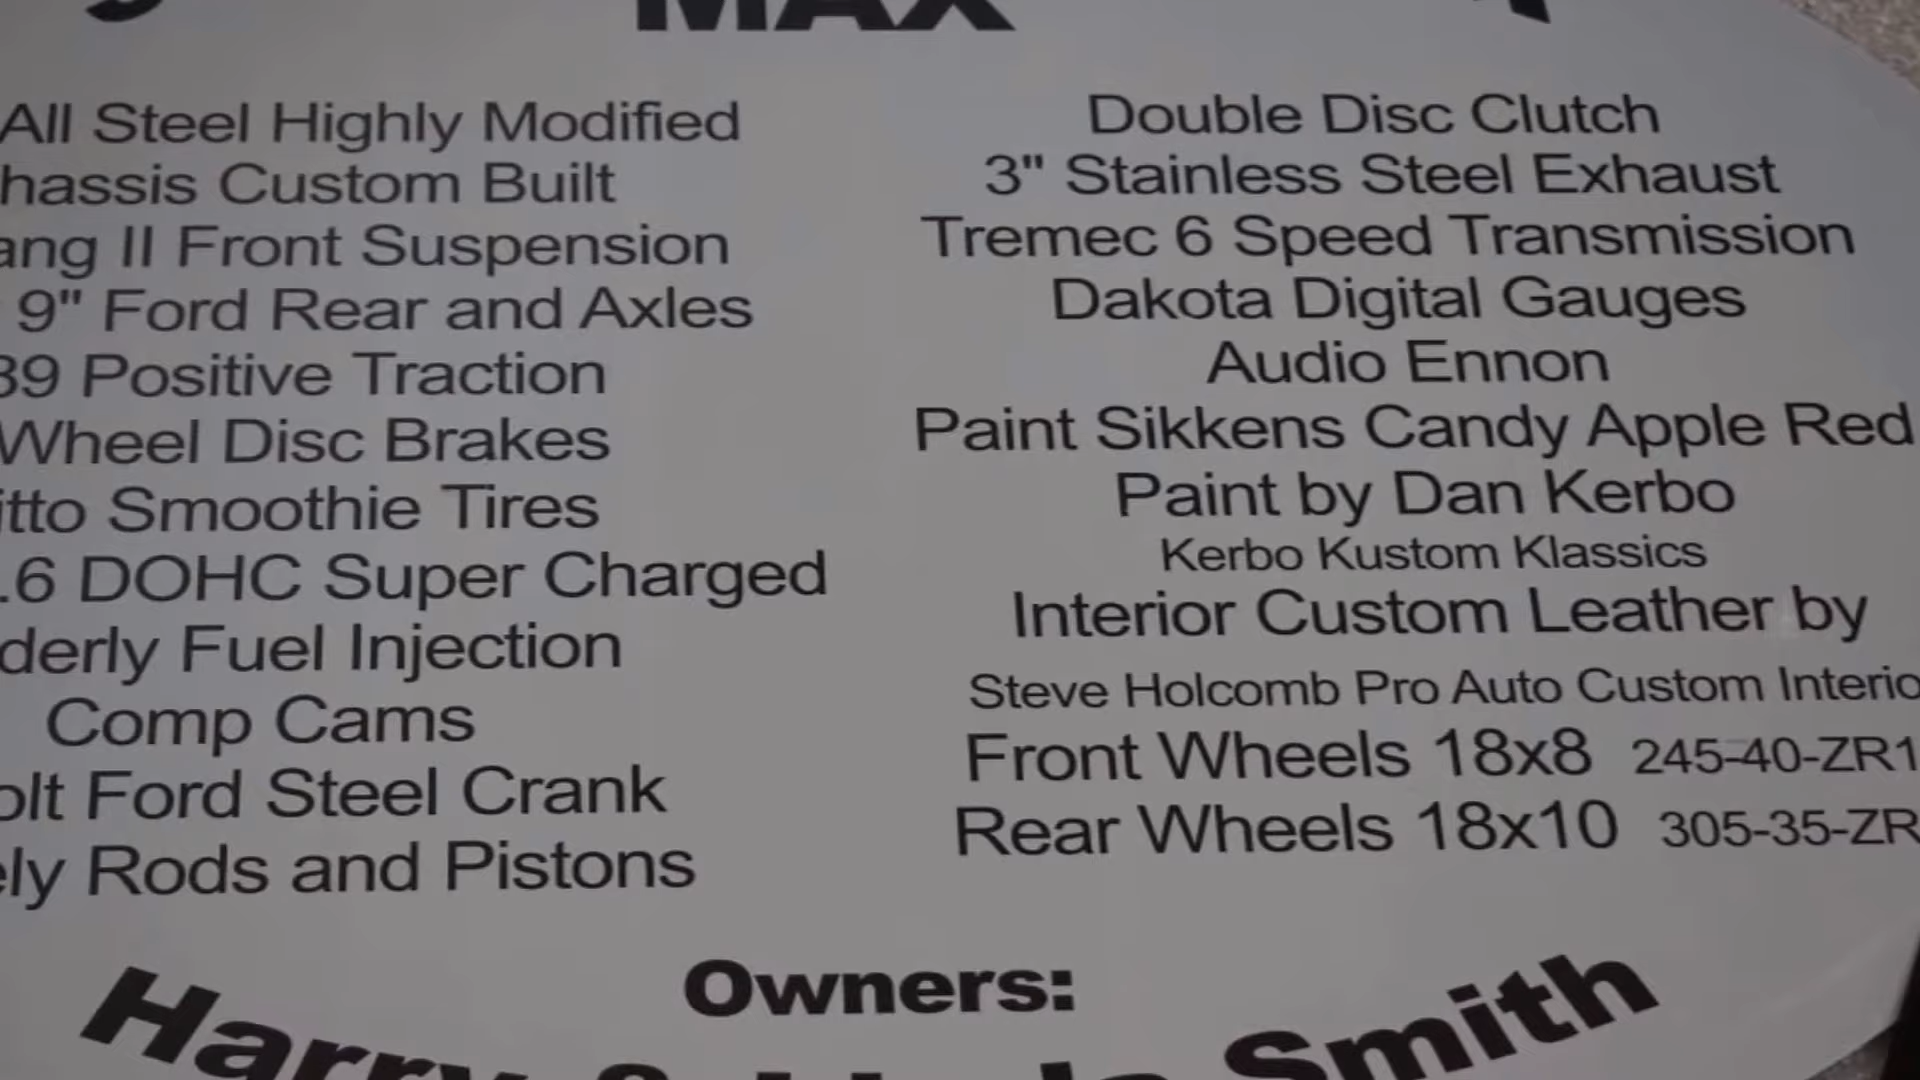 MAX
All Steel Highly Modified
hassis Custom Built
ang II Front Suspension
9" Ford Rear and Axles
39 Positive Traction
Wheel Disc Brakes
itto Smoothie Tires
.6 DOHC Super Charged
derly Fuel Injection
Comp Cams
olt Ford Steel Crank
ely Rods and Pistons
Double Disc Clutch
3" Stainless Steel Exhaust
Tremec 6 Speed Transmission
Dakota Digital Gauges
Audio Ennon
Paint Sikkens Candy Apple Red
Paint by Dan Kerbo
Kerbo Kustom Klassics
Interior Custom Leather by
Steve Holcomb Pro Auto Custom Interio
Front Wheels 18x8 245-40-ZR1
Rear Wheels 18x10 305-35-ZR
Owners:
Harry & Smith